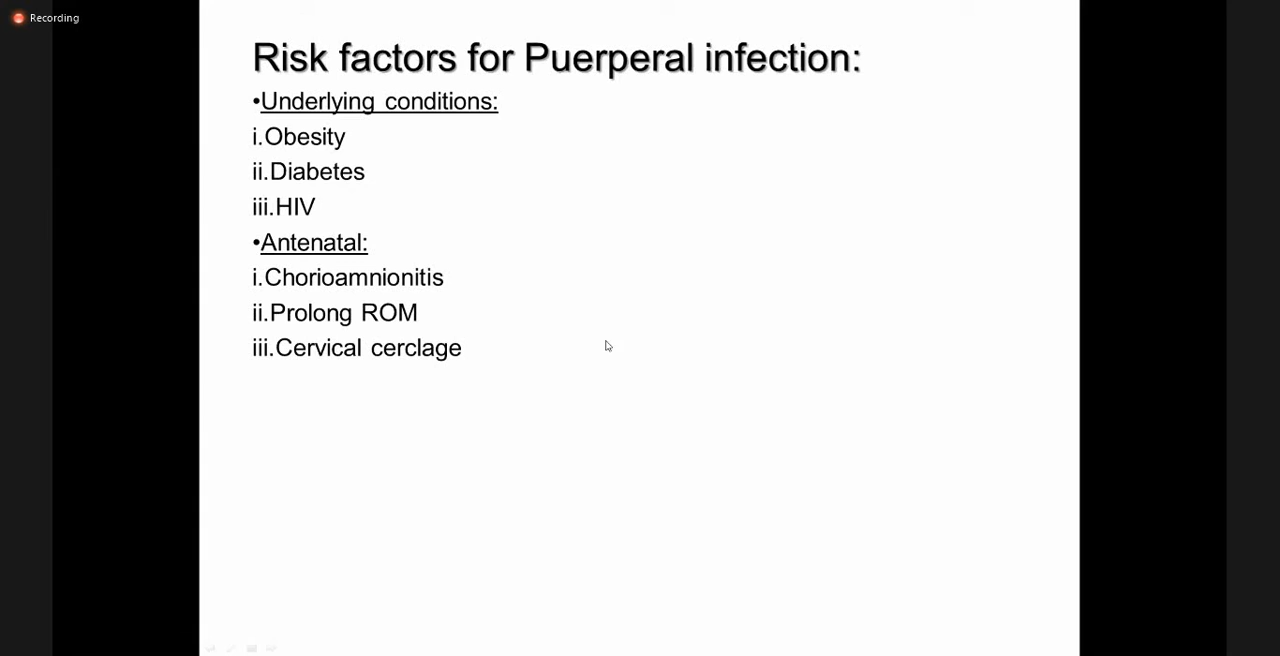 Recording
Risk factors for Puerperal infection:
•Underlying conditions:
i.Obesity
ii.Diabetes
iii.HIV
•Antenatal:
i.Chorioamnionitis
ii.Prolong ROM
iii.Cervical cerclage